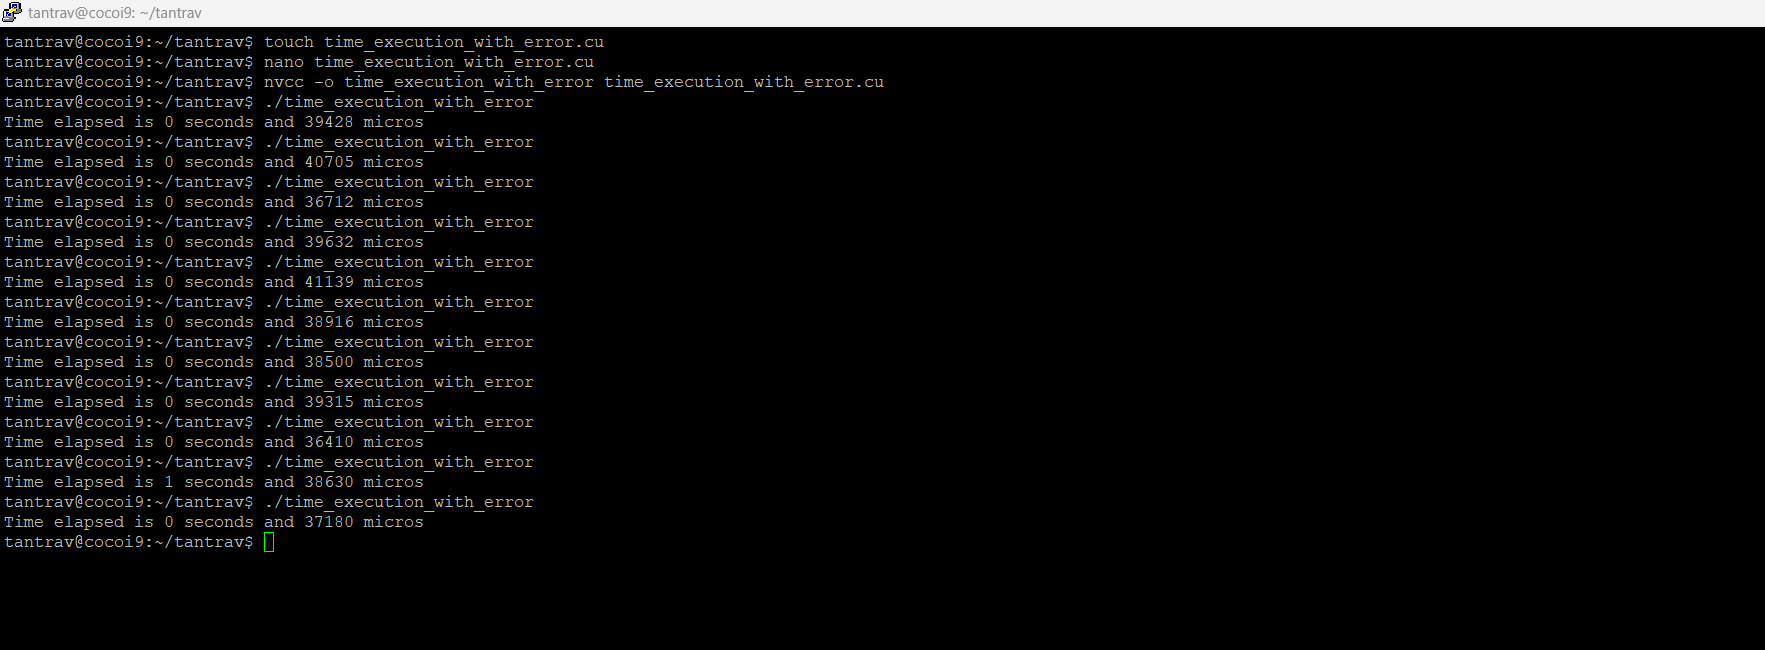 tantrav@cocoi9: ~/tantrav
tantrav@cocoi9:~/tantrav$ touch time_execution_with_error.cu
tantrav@cocoi9:~/tantrav$ nano time_execution_with_error.cu
tantrav@cocoi9:~/tantrav$ nvcc -o time_execution_with_error time_execution_with_error.cu
tantrav@cocoi9:~/tantrav$ ./time_execution_with_error
Time elapsed is 0 seconds and 39428 micros
tantrav@cocoi9:~/tantrav$ ./time_execution_with_error
Time elapsed is 0 seconds and 40705 micros
tantrav@cocoi9:~/tantrav$ ./time_execution_with_error
Time elapsed is 0 seconds and 36712 micros
tantrav@cocoi9:~/tantrav$ ./time_execution_with_error
Time elapsed is 0 seconds and 39632 micros
tantrav@cocoi9:~/tantrav$ ./time_execution_with_error
Time elapsed is 0 seconds and 41139 micros
tantrav@cocoi9:~/tantrav$ ./time_execution_with_error
Time elapsed is 0 seconds and 38916 micros
tantrav@cocoi9:~/tantrav$ ./time_execution_with_error
Time elapsed is 0 seconds and 38500 micros
tantrav@cocoi9:~/tantrav$ ./time_execution_with_error
Time elapsed is 0 seconds and 39315 micros
tantrav@cocoi9:~/tantrav$ ./time_execution_with_error
Time elapsed is 0 seconds and 36410 micros
tantrav@cocoi9:~/tantrav$ ./time_execution_with_error
Time elapsed is 1 seconds and 38630 micros
tantrav@cocoi9:~/tantrav$ ./time_execution_with_error
Time elapsed is 0 seconds and 37180 micros
tantrav@cocoi9:~/tantrav$